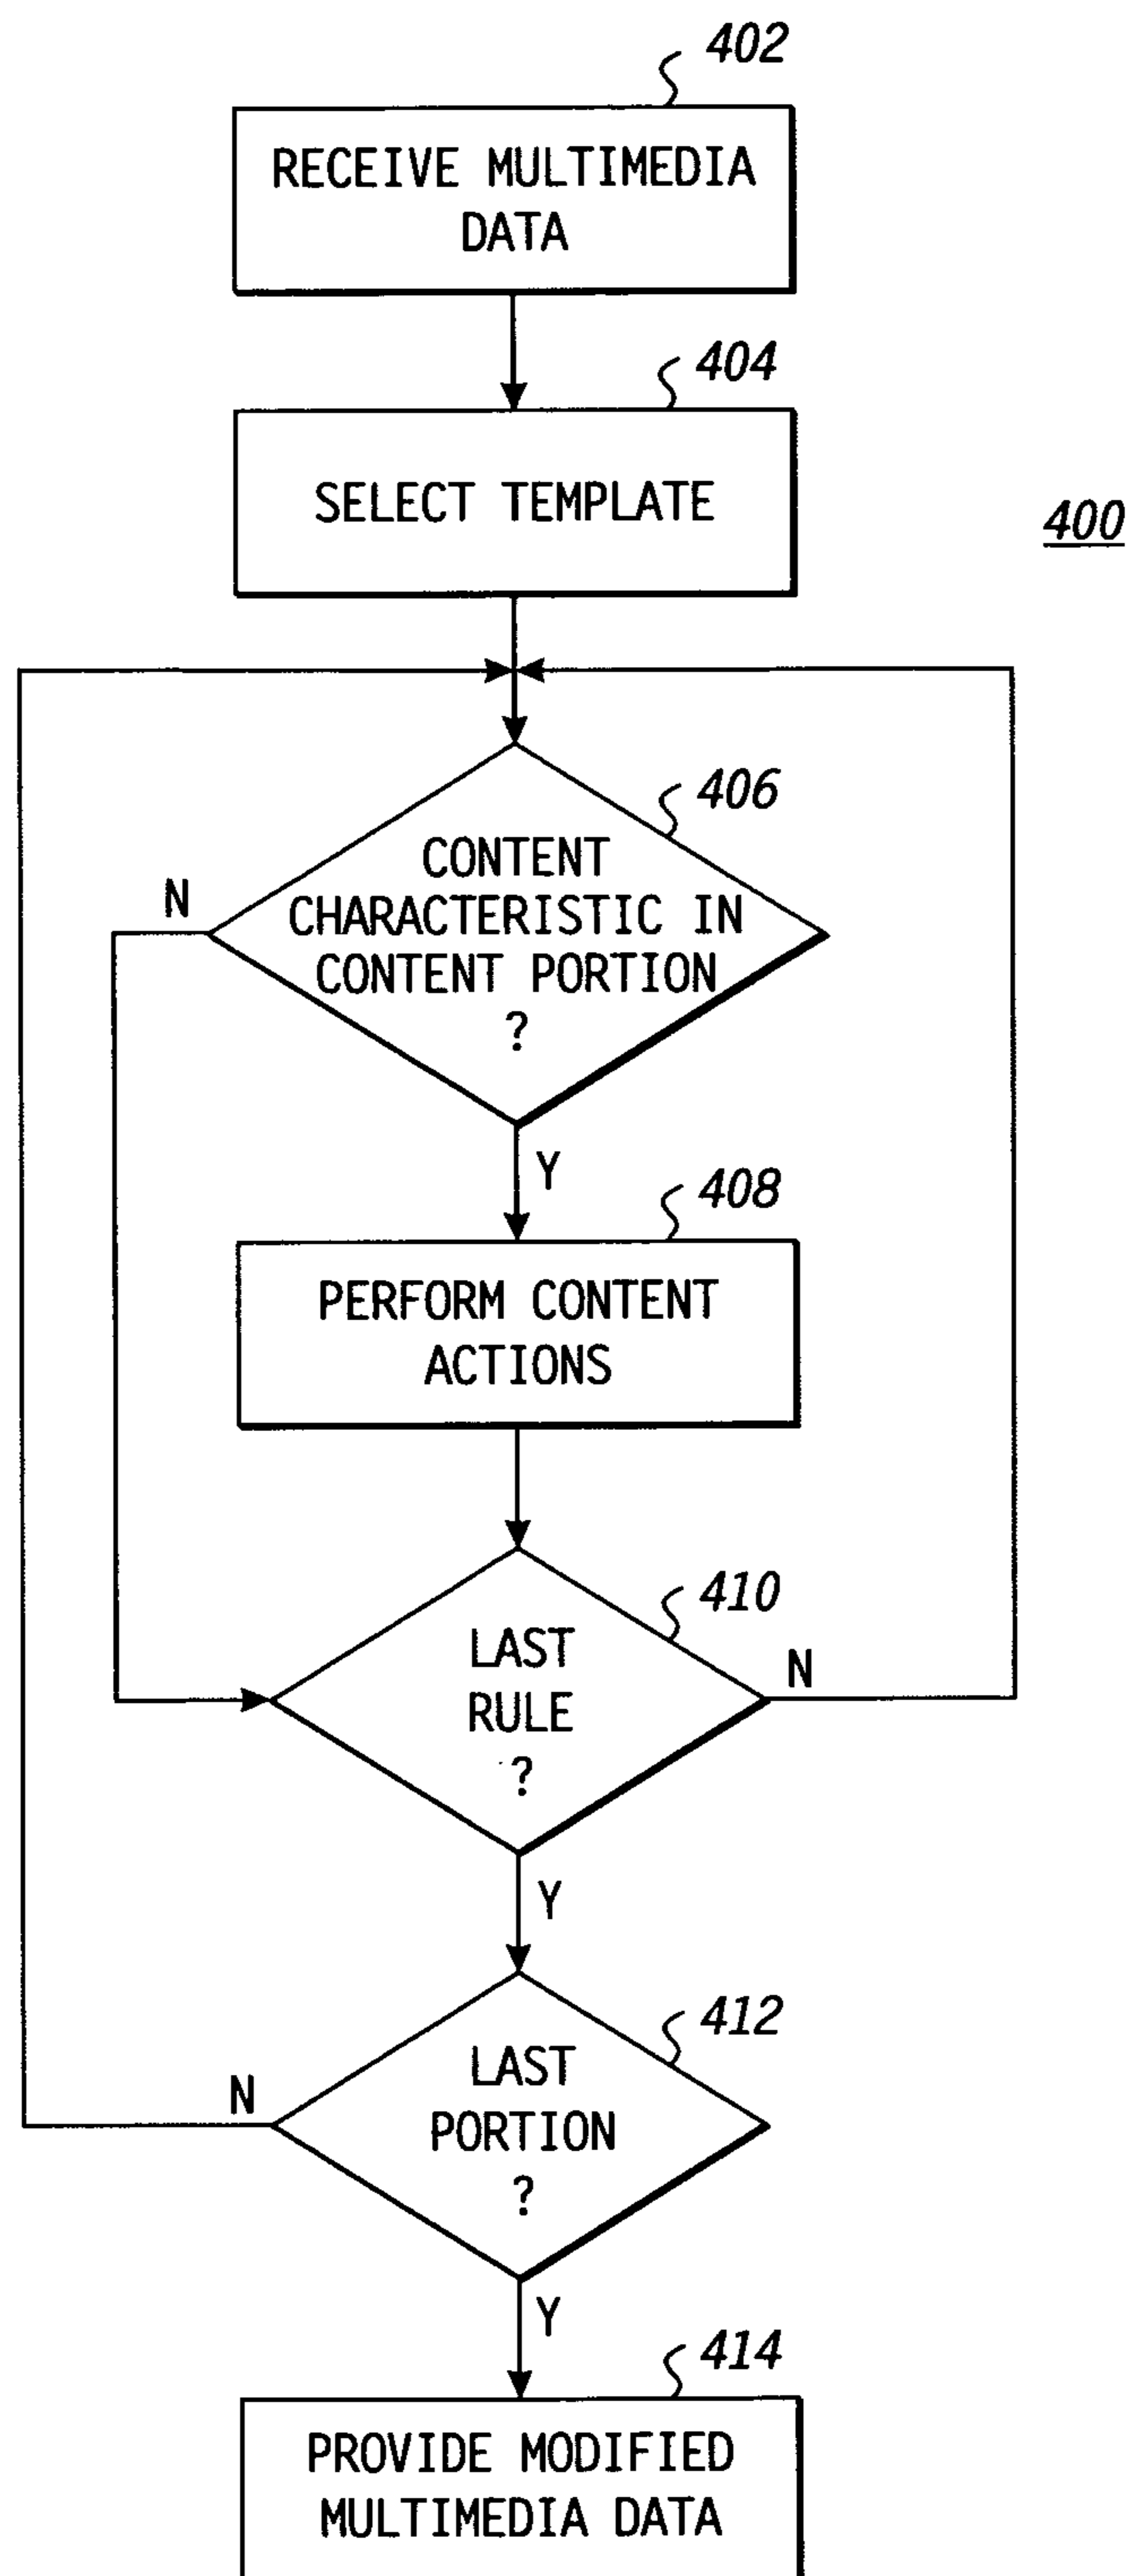 402
RECEIVE MULTIMEDIA
DATA
404
SELECT TEMPLATE
400
406
CONTENT
CHARACTERISTIC IN
CONTENT PORTION
?
N
Y
408
PERFORM CONTENT
ACTIONS
410
LAST
RULE
?
N
Y
412
LAST
PORTION
?
N
Y
414
PROVIDE MODIFIED
MULTIMEDIA DATA